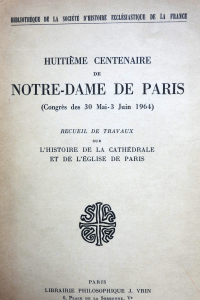 BIBLIOTHÈQUE DE LA SOCIÉTÉ D'HISTOIRE ECCLÉSIASTIQUE DE LA FRANCE
HUITIÈME CENTENAIRE
DE
NOTRE-DAME DE PARIS
(Congrès des 30 Mai-3 Juin 1964)
RECUEIL DE TRAVAUX
SUR
L'HISTOIRE DE LA CATHÉDRALE
ET DE L'ÉGLISE DE PARIS
PARIS
LIBRAIRIE PHILOSOPHIQUE J. VRIN
6, PLACE DE LA SORBONNE, Vᵉ